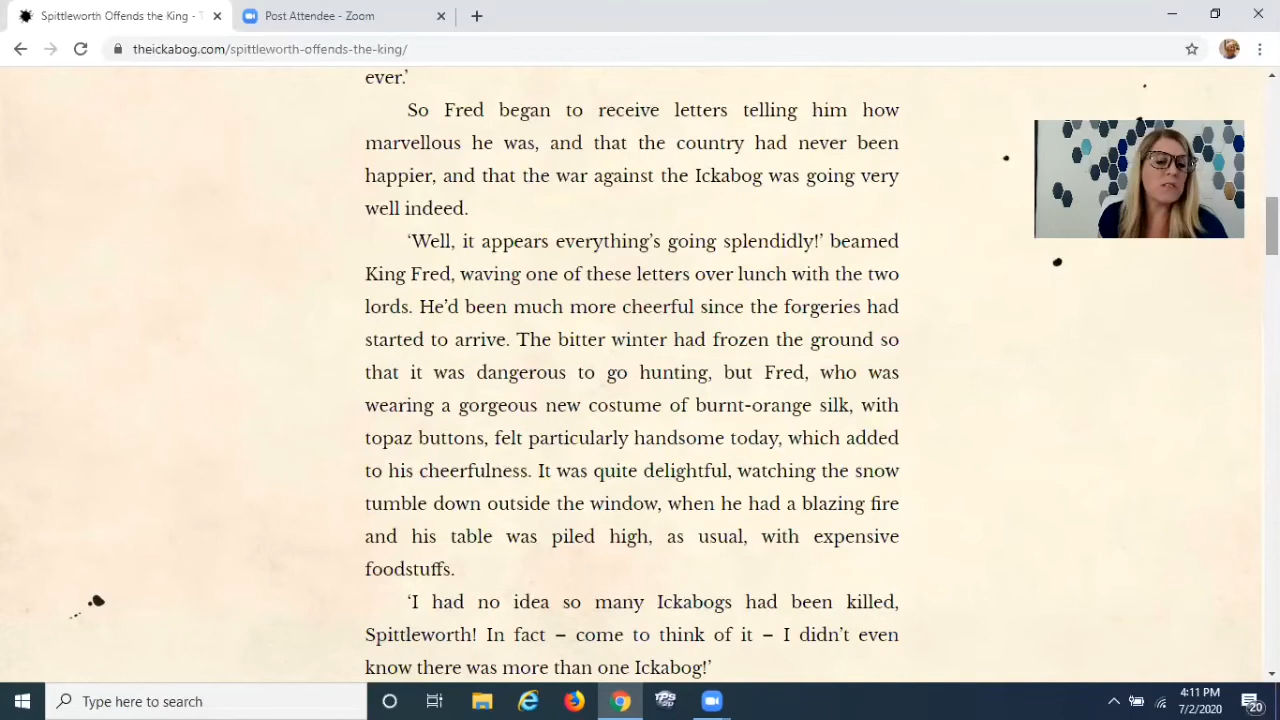 Spittleworth Offends the King - T
Post Attendee - Zoom
theickabog.com/spittleworth-offends-the-king/
ever.’
So Fred began to receive letters telling him how
marvellous he was, and that the country had never been
happier, and that the war against the Ickabog was going very
well indeed.
‘Well, it appears everything’s going splendidly!’ beamed
King Fred, waving one of these letters over lunch with the two
lords. He’d been much more cheerful since the forgeries had
started to arrive. The bitter winter had frozen the ground so
that it was dangerous to go hunting, but Fred, who was
wearing a gorgeous new costume of burnt-orange silk, with
topaz buttons, felt particularly handsome today, which added
to his cheerfulness. It was quite delightful, watching the snow
tumble down outside the window, when he had a blazing fire
and his table was piled high, as usual, with expensive
foodstuffs.
‘I had no idea so many Ickabogs had been killed,
Spittleworth! In fact – come to think of it – I didn’t even
know there was more than one Ickabog!’
Type here to search
TPS
4:11 PM
7/2/2020
20